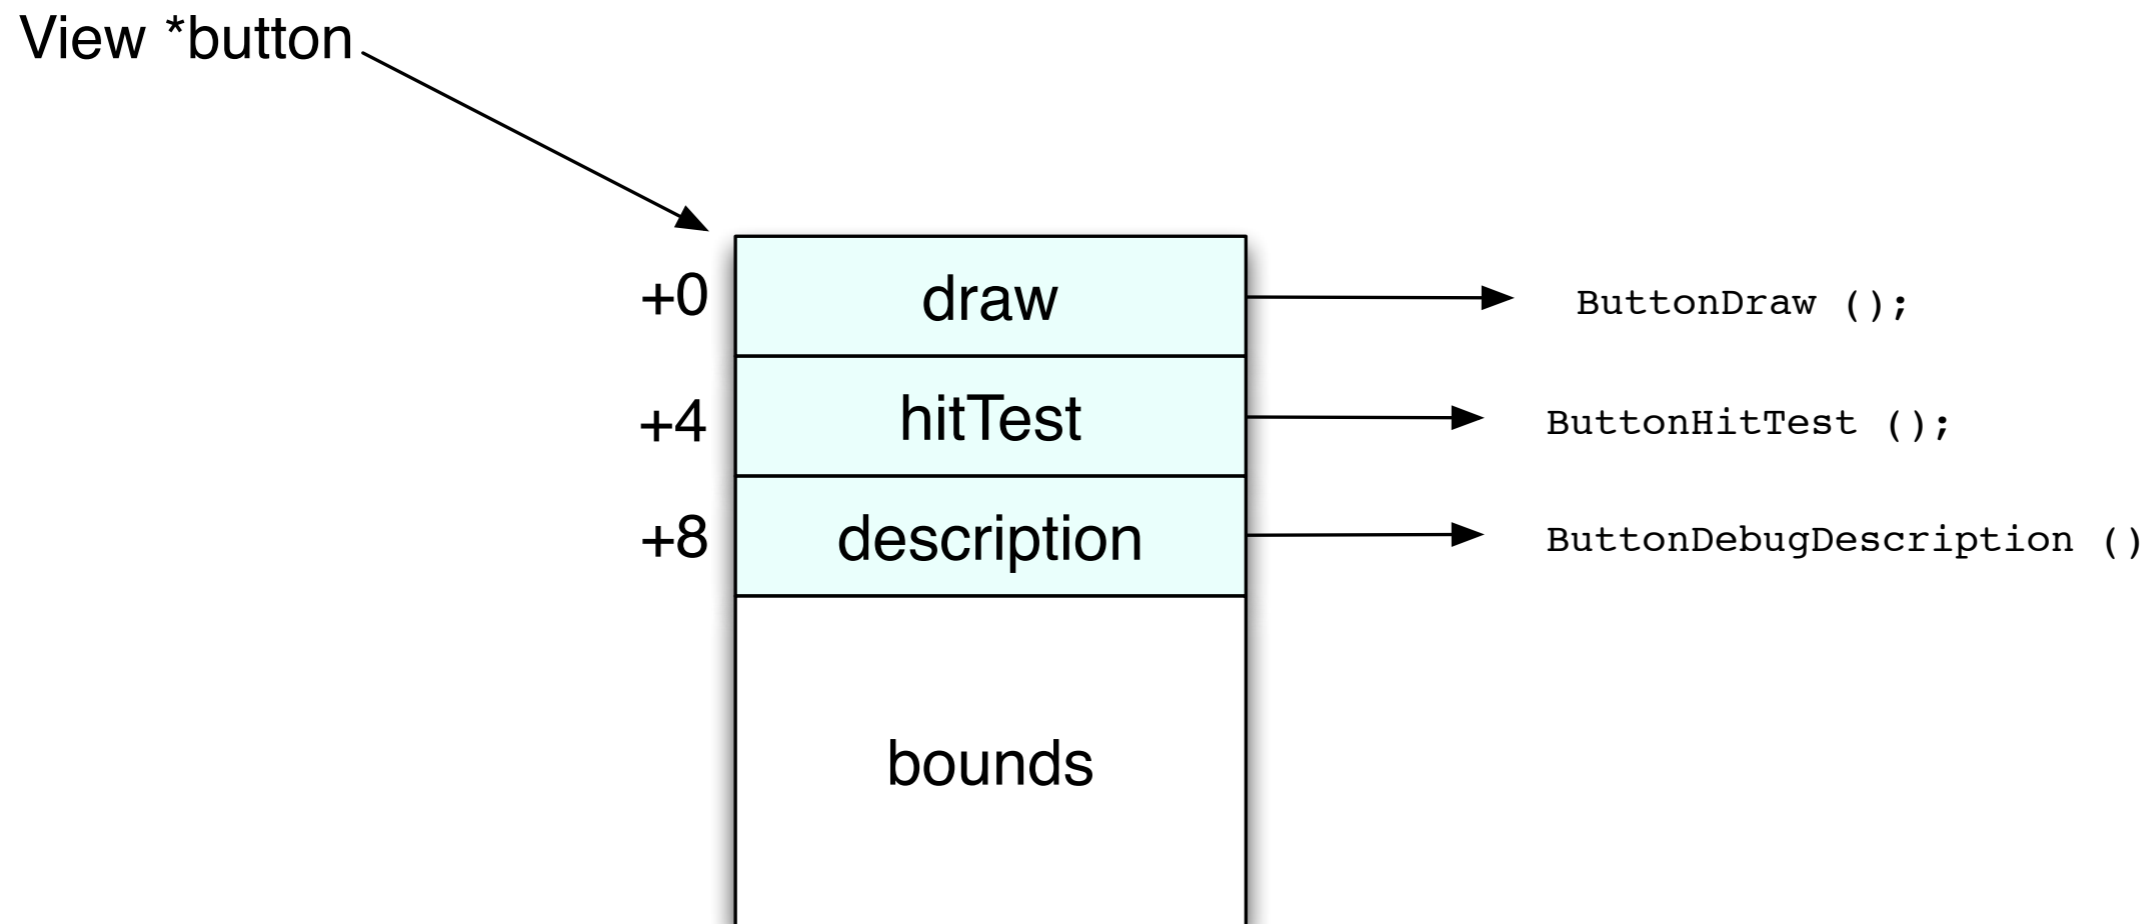 View *button
+0 draw ButtonDraw ();
+4 hitTest ButtonHitTest ();
+8 description ButtonDebugDescription ()
bounds